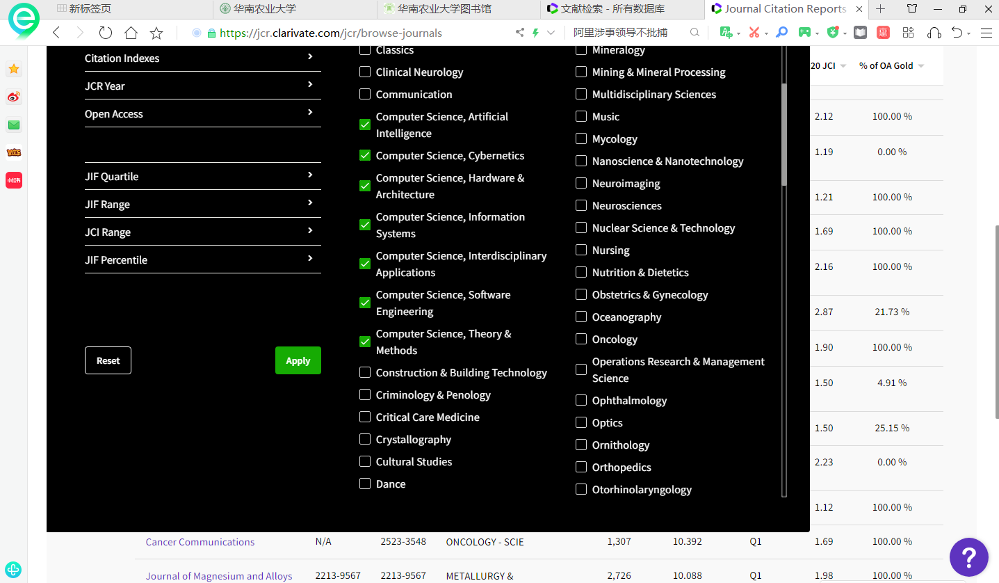 新标签页
华南农业大学
华南农业大学图书馆
文献检索 - 所有数据库
Journal Citation Reports
https://jcr.clarivate.com/jcr/browse-journals
阿里涉事领导不批捕
Citation Indexes
JCR Year
Open Access
JIF Quartile
JIF Range
JCI Range
JIF Percentile
Reset
Apply
Classics
Clinical Neurology
Communication
Computer Science, Artificial
Intelligence
Computer Science, Cybernetics
Computer Science, Hardware &
Architecture
Computer Science, Information
Systems
Computer Science, Interdisciplinary
Applications
Computer Science, Software
Engineering
Computer Science, Theory &
Methods
Construction & Building Technology
Criminology & Penology
Critical Care Medicine
Crystallography
Cultural Studies
Dance
Mineralogy
Mining & Mineral Processing
Multidisciplinary Sciences
Music
Mycology
Nanoscience & Nanotechnology
Neuroimaging
Neurosciences
Nuclear Science & Technology
Nursing
Nutrition & Dietetics
Obstetrics & Gynecology
Oceanography
Oncology
Operations Research & Management
Science
Ophthalmology
Optics
Ornithology
Orthopedics
Otorhinolaryngology
20 JCI % of OA Gold
2.12 100.00 %
1.19 0.00 %
1.21 100.00 %
1.69 100.00 %
2.16 100.00 %
2.87 21.73 %
1.90 100.00 %
1.50 4.91 %
1.50 25.15 %
2.23 0.00 %
1.12 100.00 %
Cancer Communications N/A 2523-3548 ONCOLOGY - SCIE 1,307 10.392 Q1 1.69 100.00 %
Journal of Magnesium and Alloys 2213-9567 2213-9567 METALLURGY & 2,726 10.088 Q1 1.98 100.00 %
?